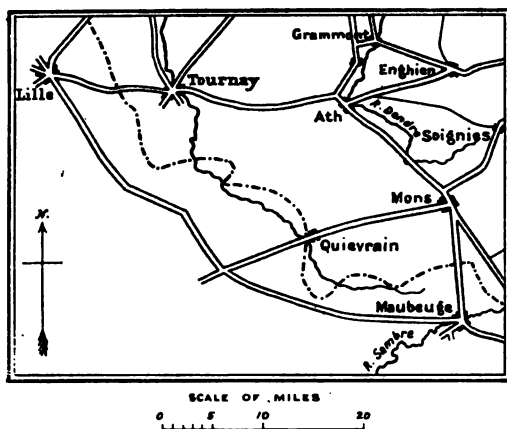 Grammont
Enghien
Tournay
Lille
Ath
R. Dendre
Soignies
Mons
N.
Quievrain
Maubeuge
R. Sambre
SCALE OF MILES
0 5 10 20